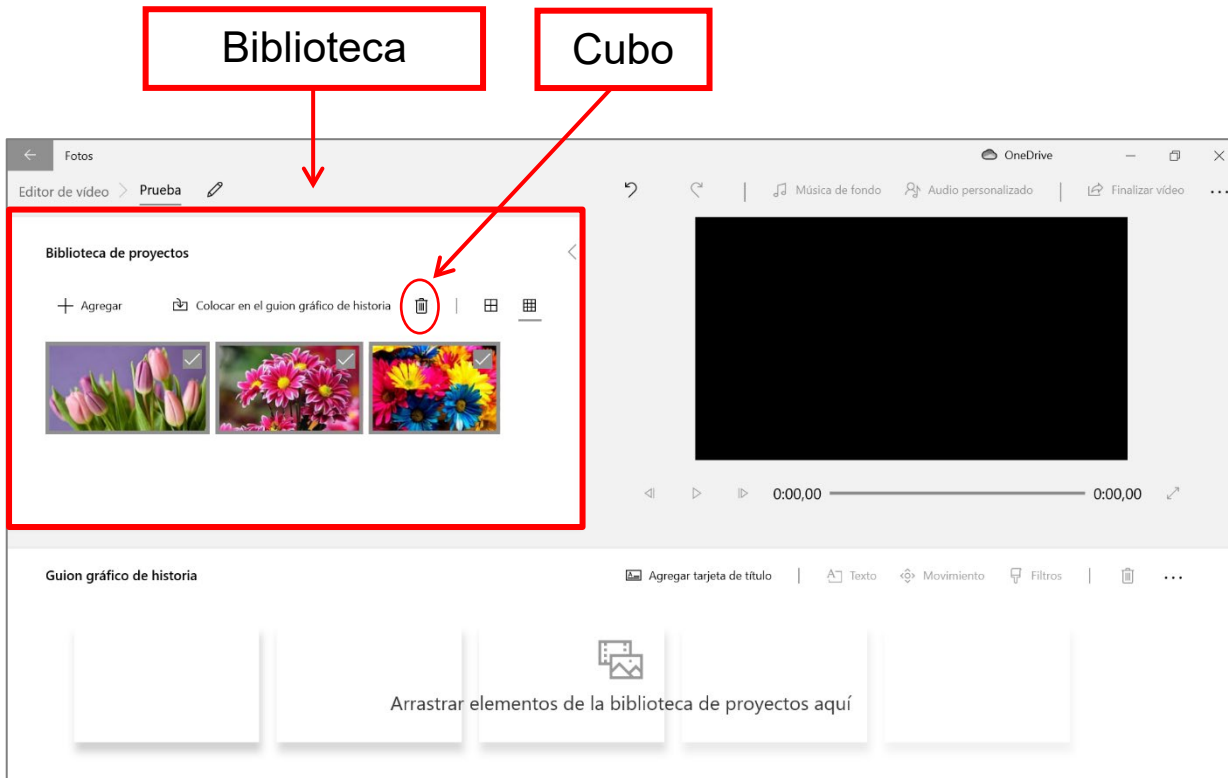 Biblioteca
Cubo
Fotos
OneDrive
Editor de vídeo
Prueba
Música de fondo
Audio personalizado
Finalizar vídeo
Biblioteca de proyectos
Agregar
Colocar en el guion gráfico de historia
0:00,00
0:00,00
Guion gráfico de historia
Agregar tarjeta de título
Texto
Movimiento
Filtros
Arrastrar elementos de la biblioteca de proyectos aquí